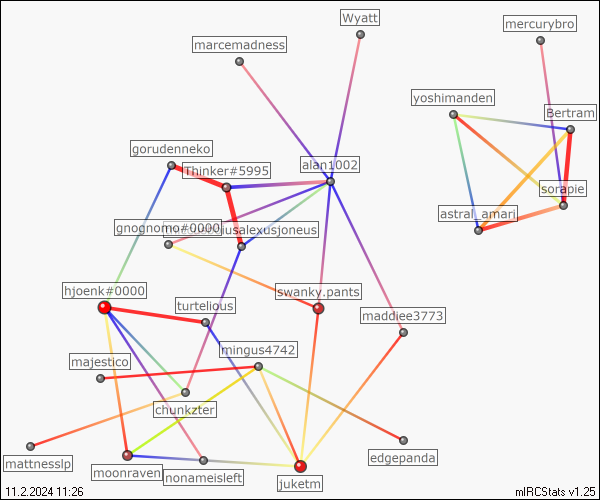 Wyatt
mercurybro
marcemadness
yoshimanden
Bertram
gorudenneko
alan1002
Thinker#5995
sorapie
astral_amari
gnognomo#0000
iusalexusjoneus
hjoenk#0000
swanky.pants
turtelious
maddiee3773
mingus4742
majestico
chunkzter
edgepanda
mattnesslp
moonraven
nonameisleft
juketm
11.2.2024 11:26
mIRCStats v1.25